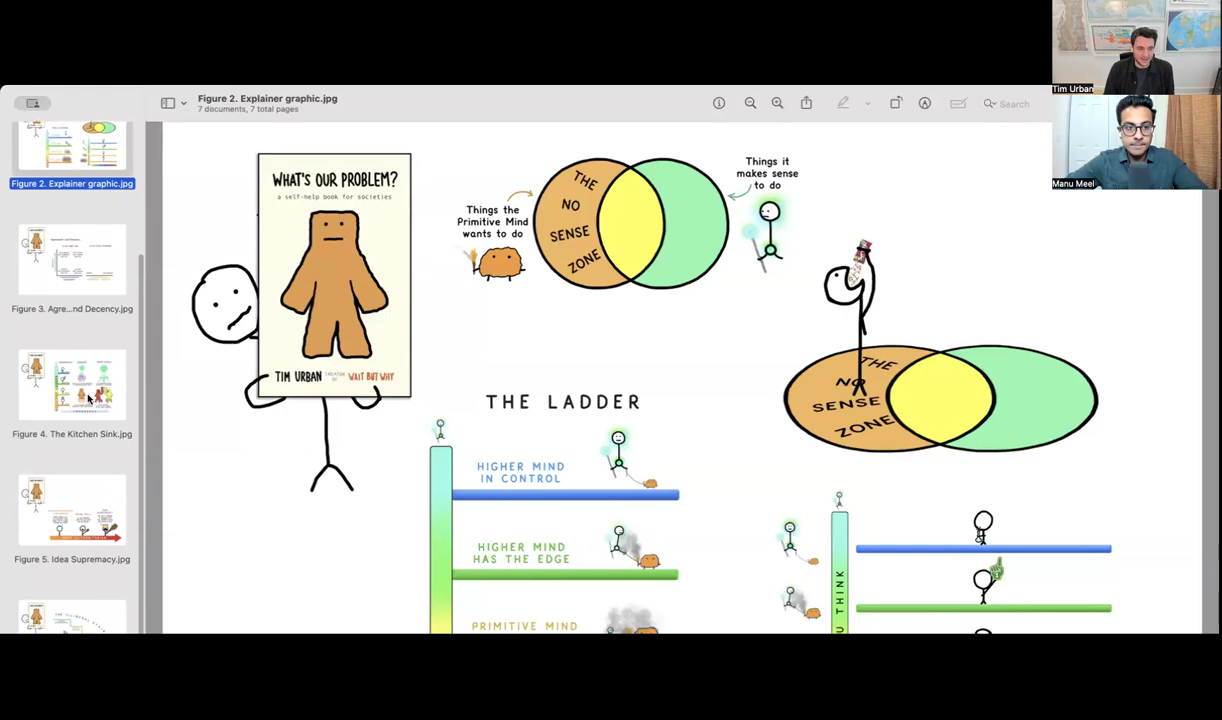 Figure 2. Explainer graphic.jpg
7 documents, 7 total pages
Search
Tim Urban
Manu Meel
Figure 2. Explainer graphic.jpg
Figure 3. Agre...nd Decency.jpg
Figure 4. The Kitchen Sink.jpg
Figure 5. Idea Supremacy.jpg
WHAT'S OUR PROBLEM?
a self-help book for societies
TIM URBAN CREATOR OF WAIT BUT WHY
Things the
Primitive Mind
wants to do
THE
NO
SENSE
ZONE
Things it
makes sense
to do
THE
NO
SENSE
ZONE
THE LADDER
HIGHER MIND
IN CONTROL
HIGHER MIND
HAS THE EDGE
PRIMITIVE MIND
U THINK